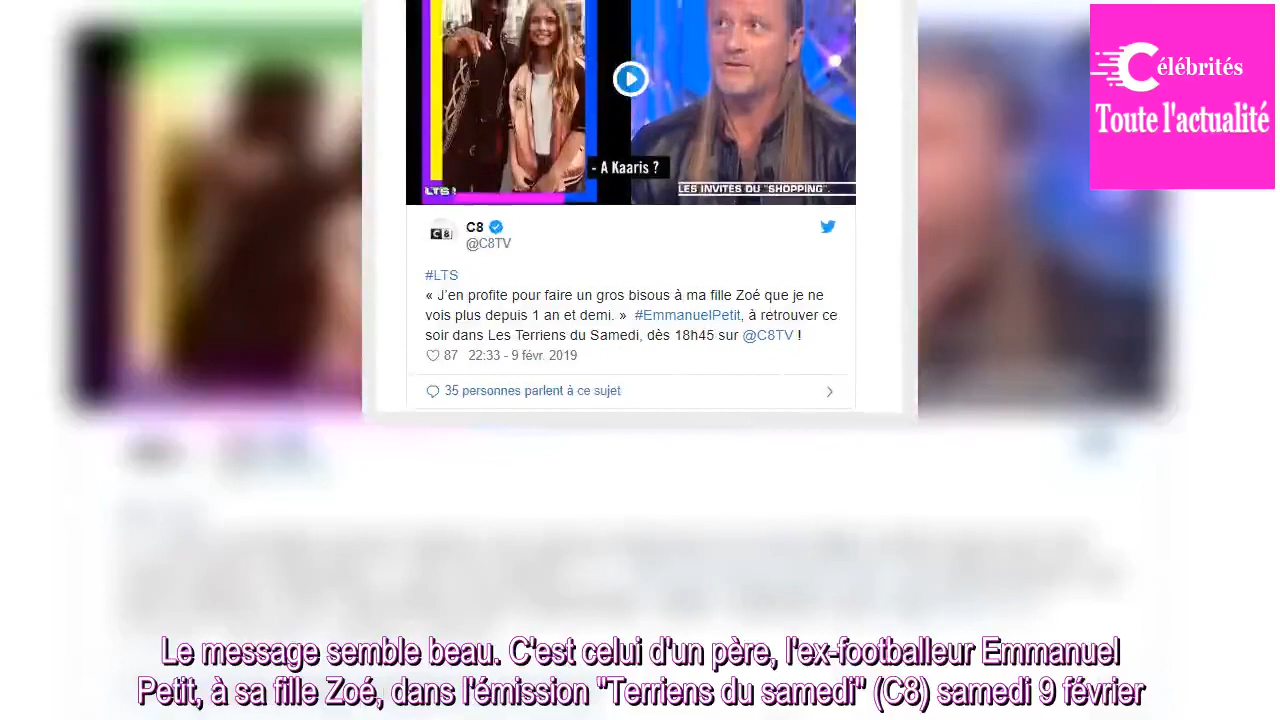 Célébrités
Toute l'actualité
- A Kaaris ?
LTS
LES INVITÉS DU "SHOPPING".
C8
C8
@C8TV
#LTS
« J'en profite pour faire un gros bisous à ma fille Zoé que je ne
vois plus depuis 1 an et demi. » #EmmanuelPetit, à retrouver ce
soir dans Les Terriens du Samedi, dès 18h45 sur @C8TV !
87 22:33 - 9 févr. 2019
35 personnes parlent à ce sujet
Le message semble beau. C'est celui d'un père, l'ex-footballeur Emmanuel
Petit, à sa fille Zoé, dans l'émission "Terriens du samedi" (C8) samedi 9 février